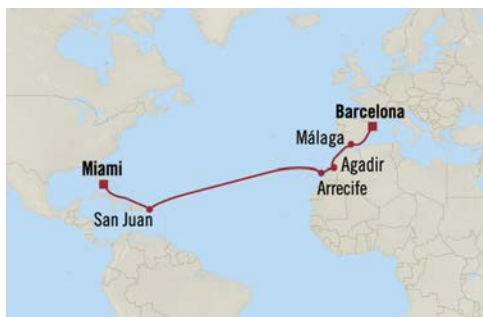 Barcelona
Málaga
Miami
Agadir
Arrecife
San Juan